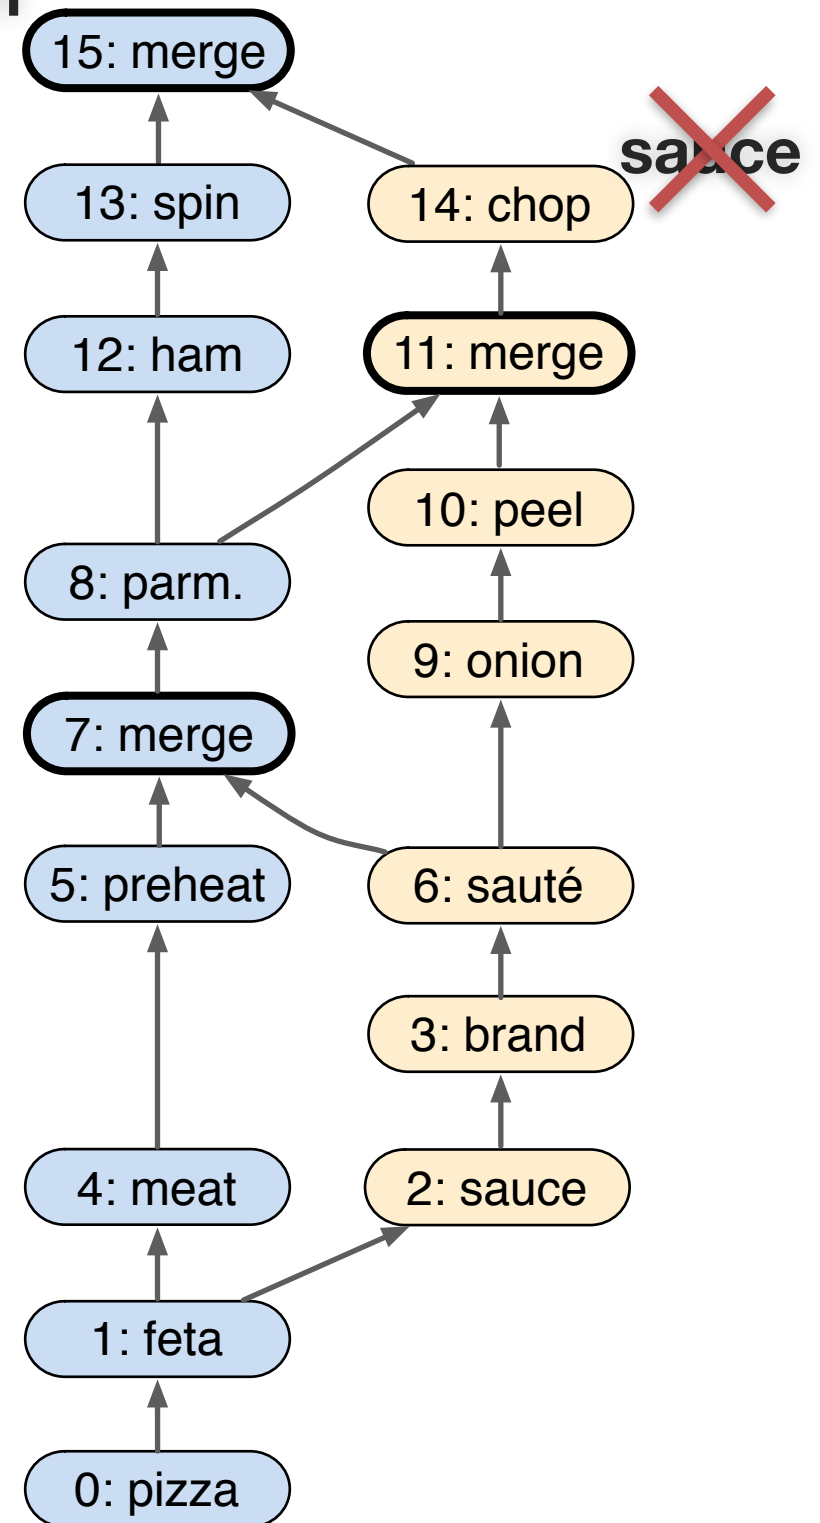 15: merge
sauce
13: spin
14: chop
12: ham
11: merge
10: peel
8: parm.
9: onion
7: merge
5: preheat
6: sauté
3: brand
4: meat
2: sauce
1: feta
0: pizza